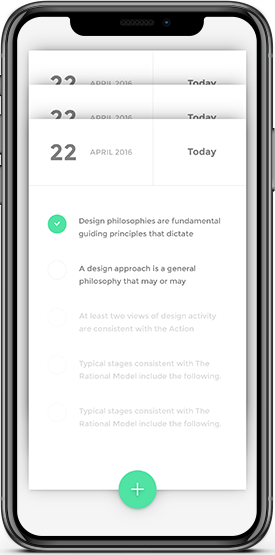 22 APRIL 2016 Today
22 APRIL 2016 Today
22 APRIL 2016 Today
Design philosophies are fundamental
guiding principles that dictate
A design approach is a general
philosophy that may or may
At least two views of design activity
are consistent with the Action
Typical stages consistent with The
Rational Model include the following.
Typical stages consistent with The
Rational Model include the following.